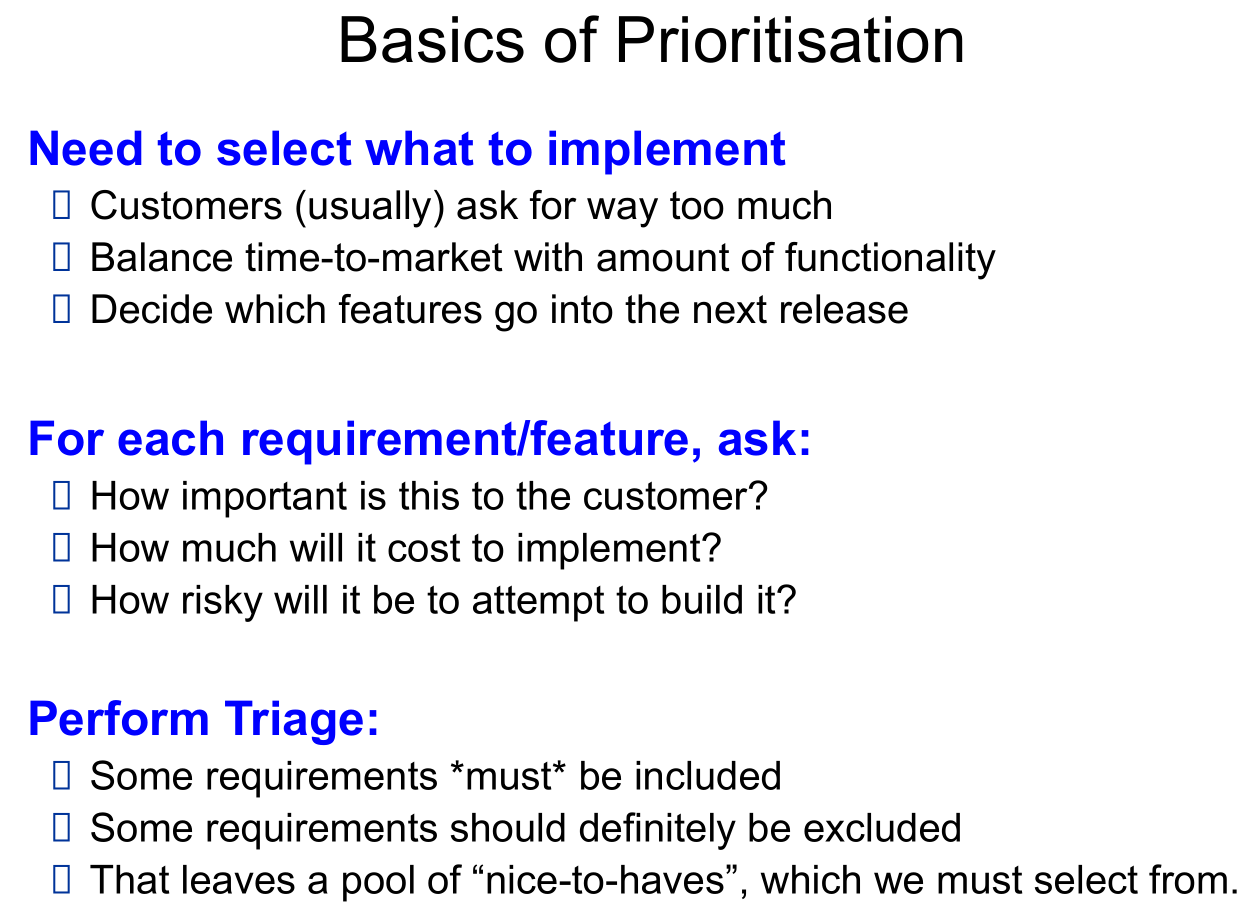 Basics of Prioritisation
Need to select what to implement
Customers (usually) ask for way too much
Balance time-to-market with amount of functionality
Decide which features go into the next release
For each requirement/feature, ask:
How important is this to the customer?
How much will it cost to implement?
How risky will it be to attempt to build it?
Perform Triage:
Some requirements *must* be included
Some requirements should definitely be excluded
That leaves a pool of “nice-to-haves”, which we must select from.